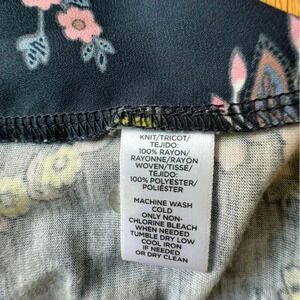 KNIT/TRICOT/
TEJIDO:
100% RAYON/
RAYONNE/RAYÓN
WOVEN/TISSÉ/
TEJIDO:
100% POLYESTER/
POLIÉSTER
MACHINE WASH
COLD
ONLY NON-
CHLORINE BLEACH
WHEN NEEDED
TUMBLE DRY LOW
COOL IRON
IF NEEDED
OR DRY CLEAN